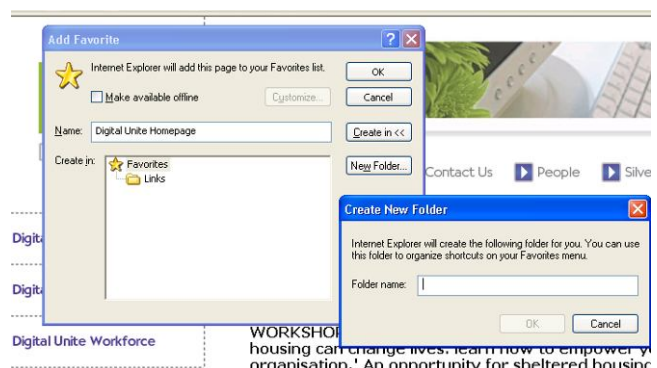 Add Favorite
Internet Explorer will add this page to your Favorites list.
Make available offline
Customize...
OK
Cancel
Name:
Digital Unite Homepage
Create in <<
Create in:
Favorites
Links
New Folder...
Contact Us
People
Silve
Create New Folder
Internet Explorer will create the following folder for you. You can use
this folder to organize shortcuts on your Favorites menu.
Folder name:
OK
Cancel
Digita
Digita
Digital Unite Workforce
WORKSHOP
housing can change lives: learn how to empower y
organisation.' An opportunity for sheltered housing